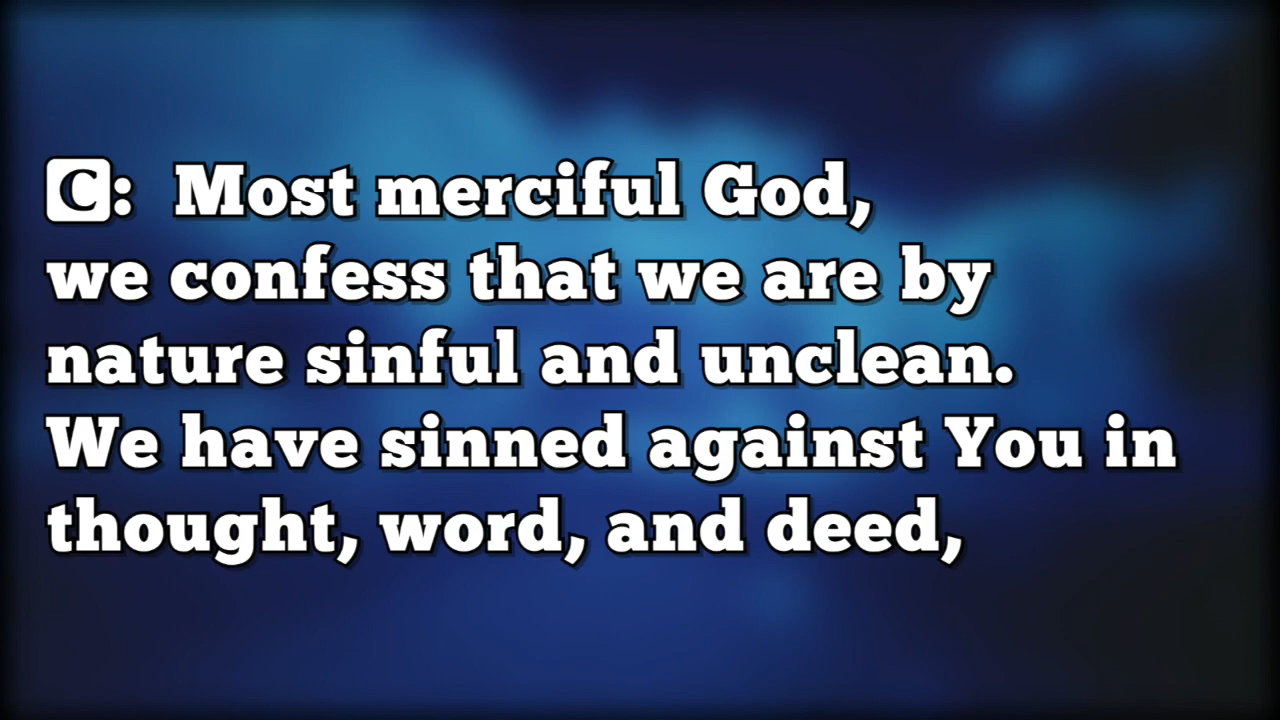 C: Most merciful God,
we confess that we are by
nature sinful and unclean.
We have sinned against You in
thought, word, and deed,